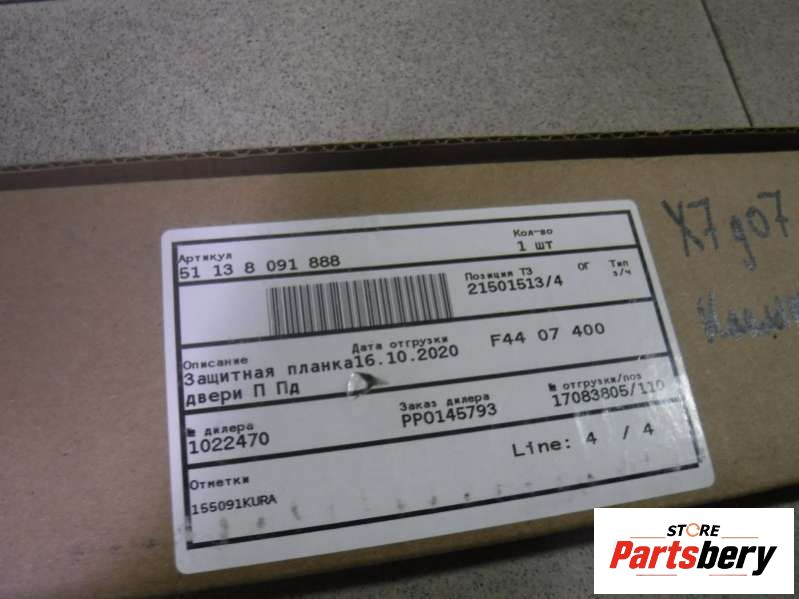 Артикул
51 13 8 091 888
Кол-во
1 шт
Позиция ТЗ
21501513/4
ОГ
Тип
з/ч
Описание
Защитная планка
двери П Пд
Дата отгрузки
16.10.2020
F44 07 400
№ дилера
1022470
Заказ дилера
PP0145793
№ отгрузки/поз
17083805/110
Line: 4 / 4
Отметки
155091KURA
X7 g07
STORE
Partsbery